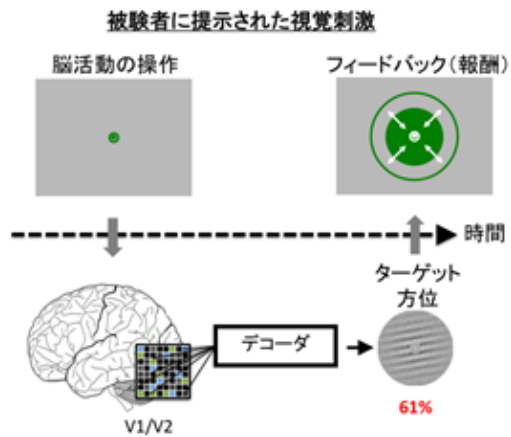 被験者に提示された視覚刺激
脳活動の操作
フィードバック(報酬)
時間
ターゲット
方位
デコーダ
61%
V1/V2